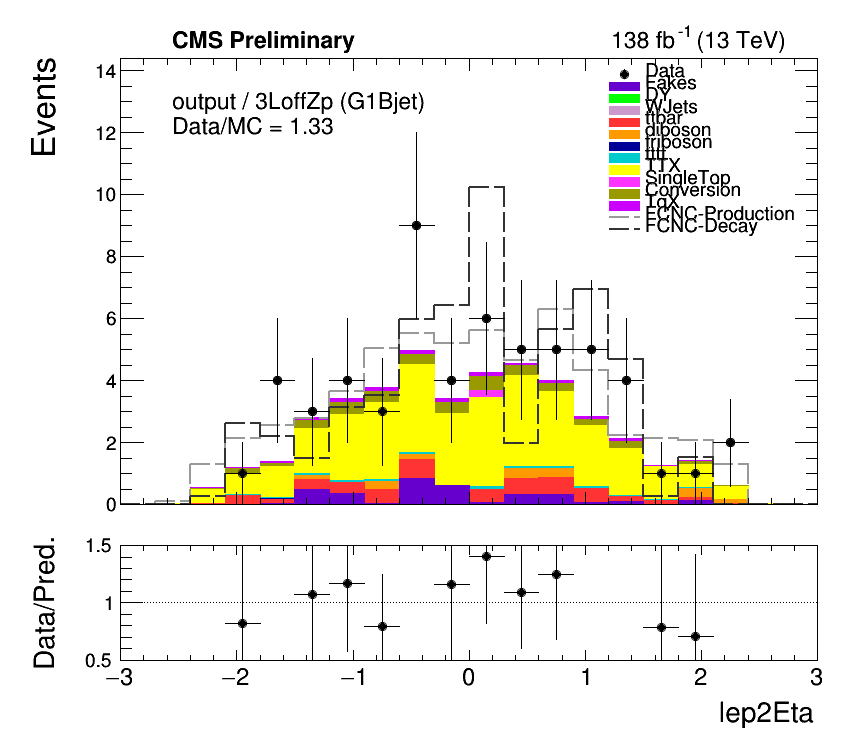 CMS Preliminary
138 fb-1 (13 TeV)
Events
14
12
10
8
6
4
2
0
output / 3LoffZp (G1Bjet)
Data/MC = 1.33
Data
Fakes
DY
WJets
ttbar
diboson
triboson
tttt
TTX
SingleTop
Conversion
TqX
FCNC-Production
FCNC-Decay
Data/Pred.
1.5
1
0.5
−3 −2 −1 0 1 2 3
lep2Eta